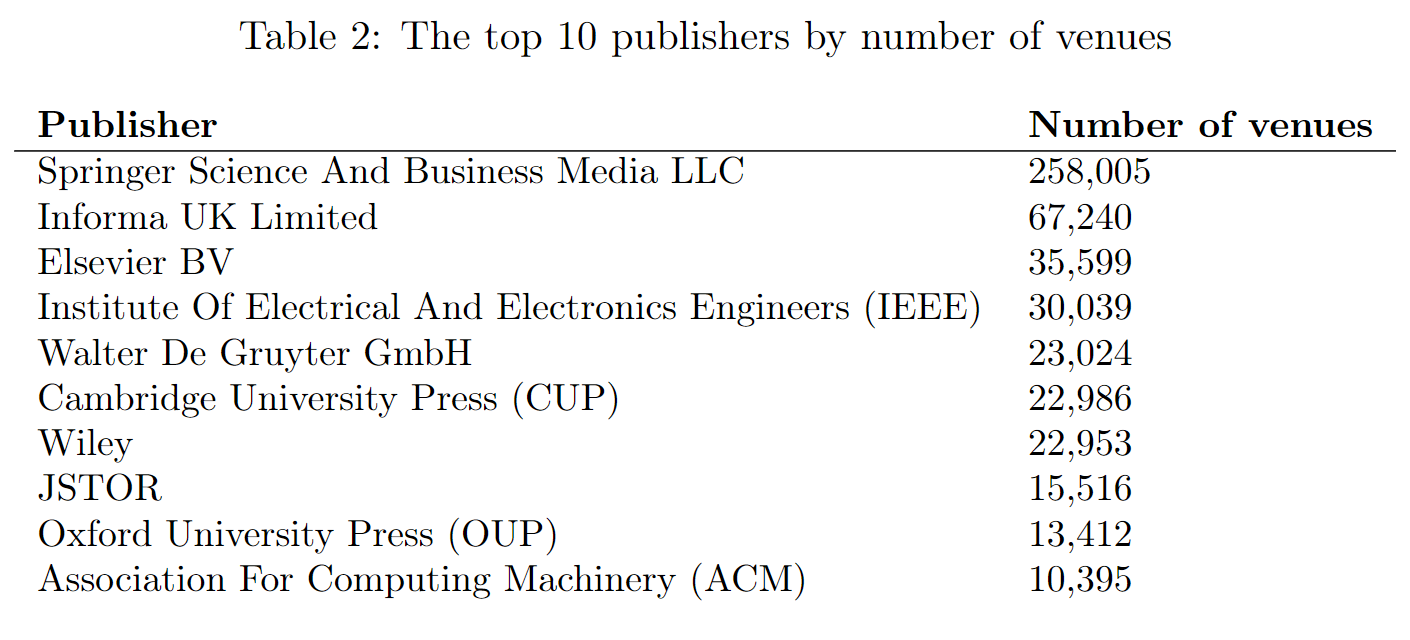 Table 2: The top 10 publishers by number of venues
Publisher Number of venues
Springer Science And Business Media LLC 258,005
Informa UK Limited 67,240
Elsevier BV 35,599
Institute Of Electrical And Electronics Engineers (IEEE) 30,039
Walter De Gruyter GmbH 23,024
Cambridge University Press (CUP) 22,986
Wiley 22,953
JSTOR 15,516
Oxford University Press (OUP) 13,412
Association For Computing Machinery (ACM) 10,395